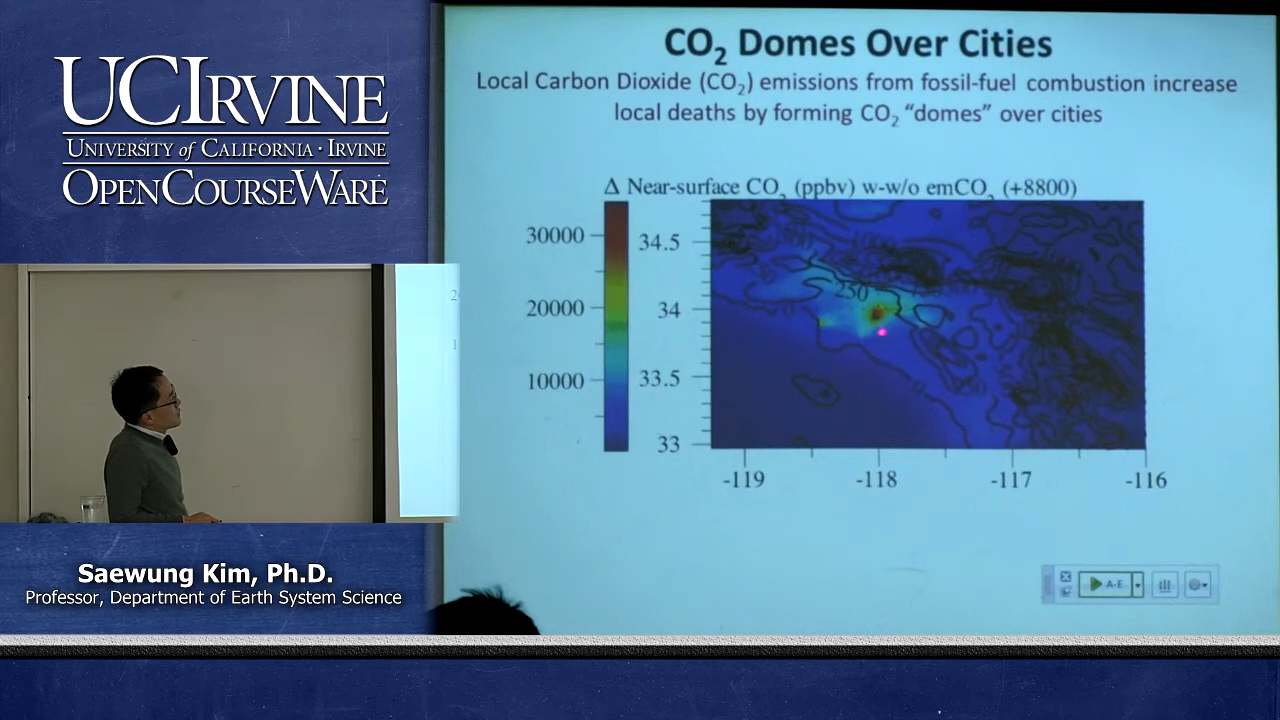 UCIRVINE
UNIVERSITY of CALIFORNIA · IRVINE
OPENCOURSEWARE
Saewung Kim, Ph.D.
Professor, Department of Earth System Science
CO₂ Domes Over Cities
Local Carbon Dioxide (CO₂) emissions from fossil-fuel combustion increase
local deaths by forming CO₂ “domes” over cities
Δ Near-surface CO₂ (ppbv) w-w/o emCO₂ (+8800)
30000
20000
10000
34.5
34
33.5
33
250
-119
-118
-117
-116
A-E